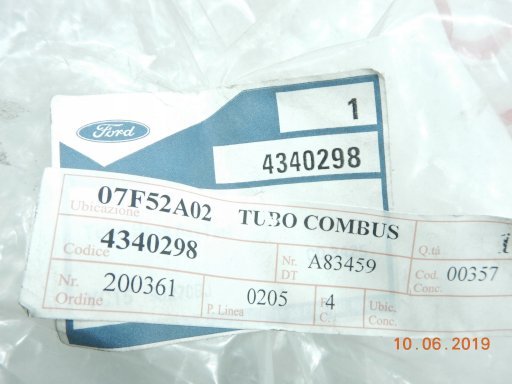 Ford
1
4340298
07F52A02 TUBO COMBUS
Ubicazione
Q.tà
Codice 4340298
Nr. DT A83459
Cod. Conc. 00357
Nr. Ordine 200361
P. Linea 0205
4
Ubic. Conc.
10.06.2019